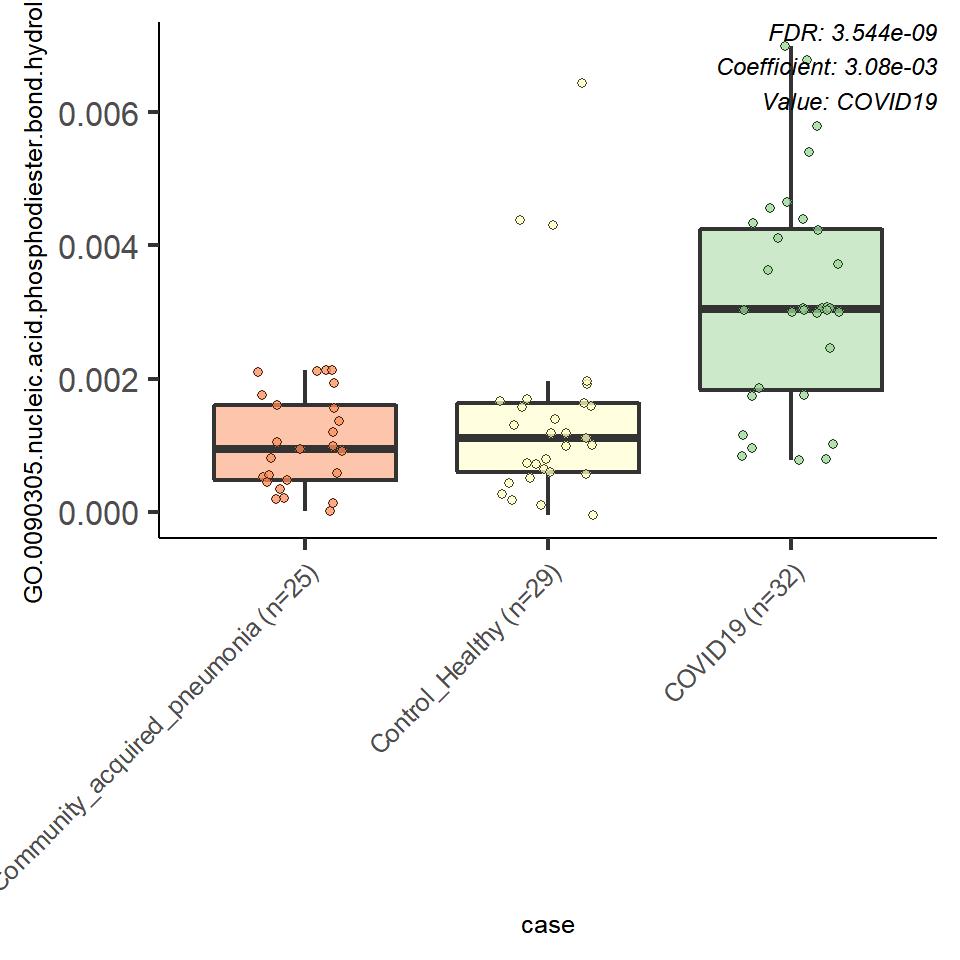 FDR: 3.544e-09
Coefficient: 3.08e-03
Value: COVID19
GO.0090305.nucleic.acid.phosphodiester.bond.hydrol
0.006
0.004
0.002
0.000
Community_acquired_pneumonia (n=25)
Control_Healthy (n=29)
COVID19 (n=32)
case